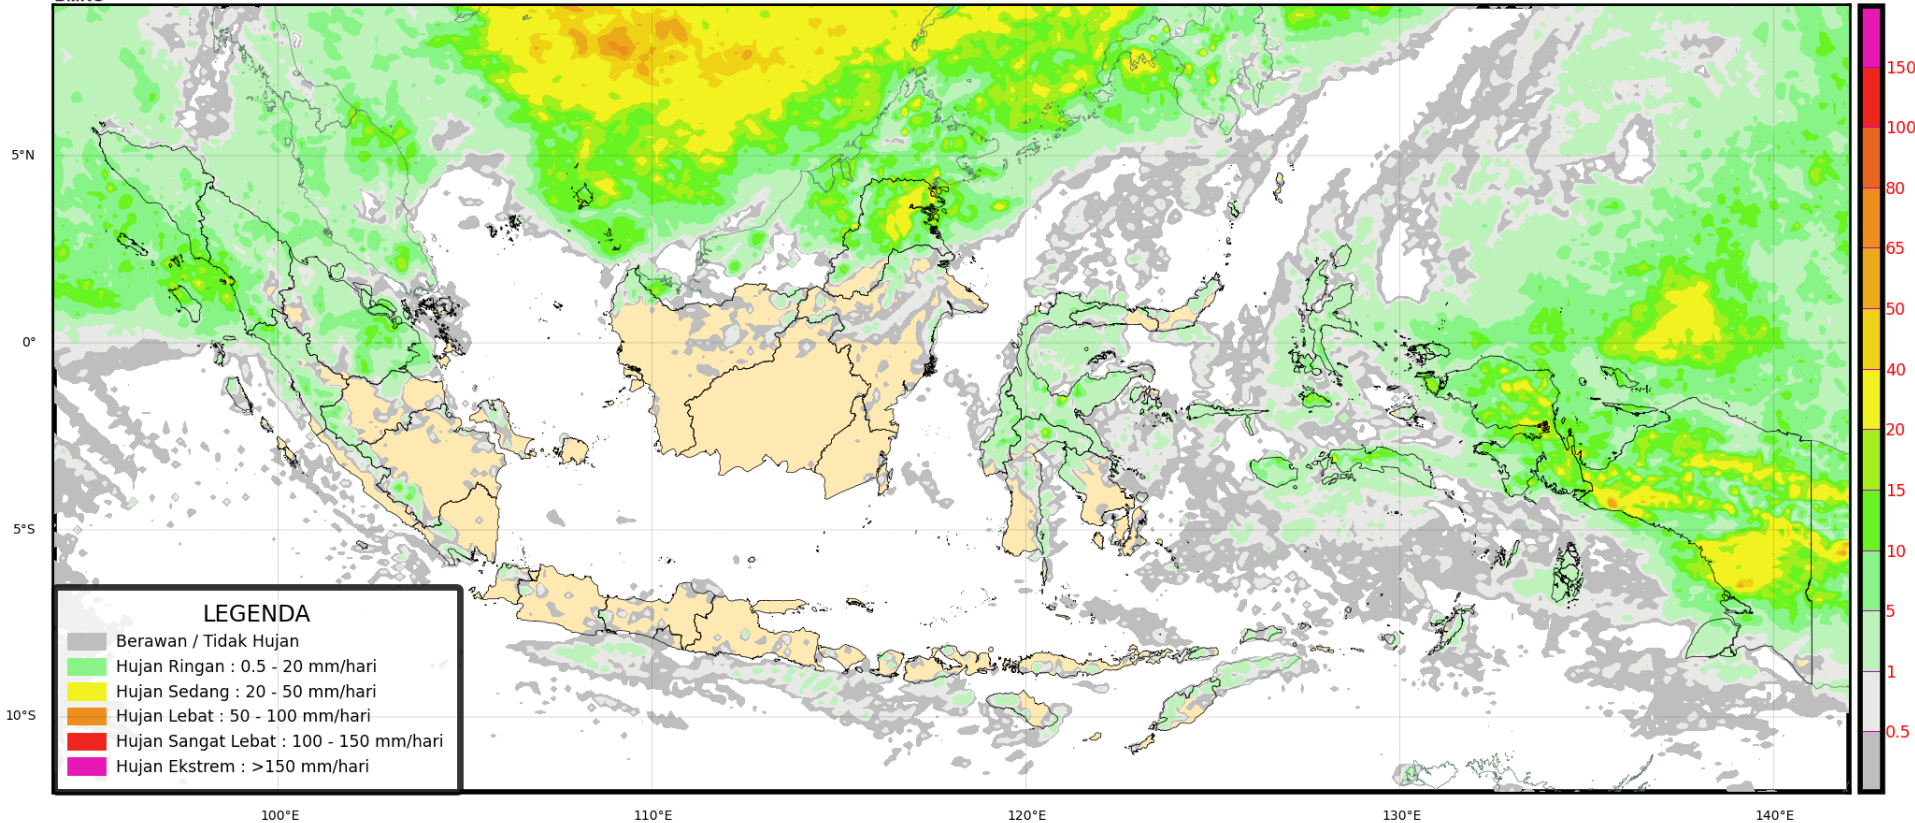 5°N
0°
5°S
10°S
100°E
110°E
120°E
130°E
140°E
LEGENDA
Berawan / Tidak Hujan
Hujan Ringan : 0.5 - 20 mm/hari
Hujan Sedang : 20 - 50 mm/hari
Hujan Lebat : 50 - 100 mm/hari
Hujan Sangat Lebat : 100 - 150 mm/hari
Hujan Ekstrem : >150 mm/hari
150
100
80
65
50
40
20
15
10
5
1
0.5